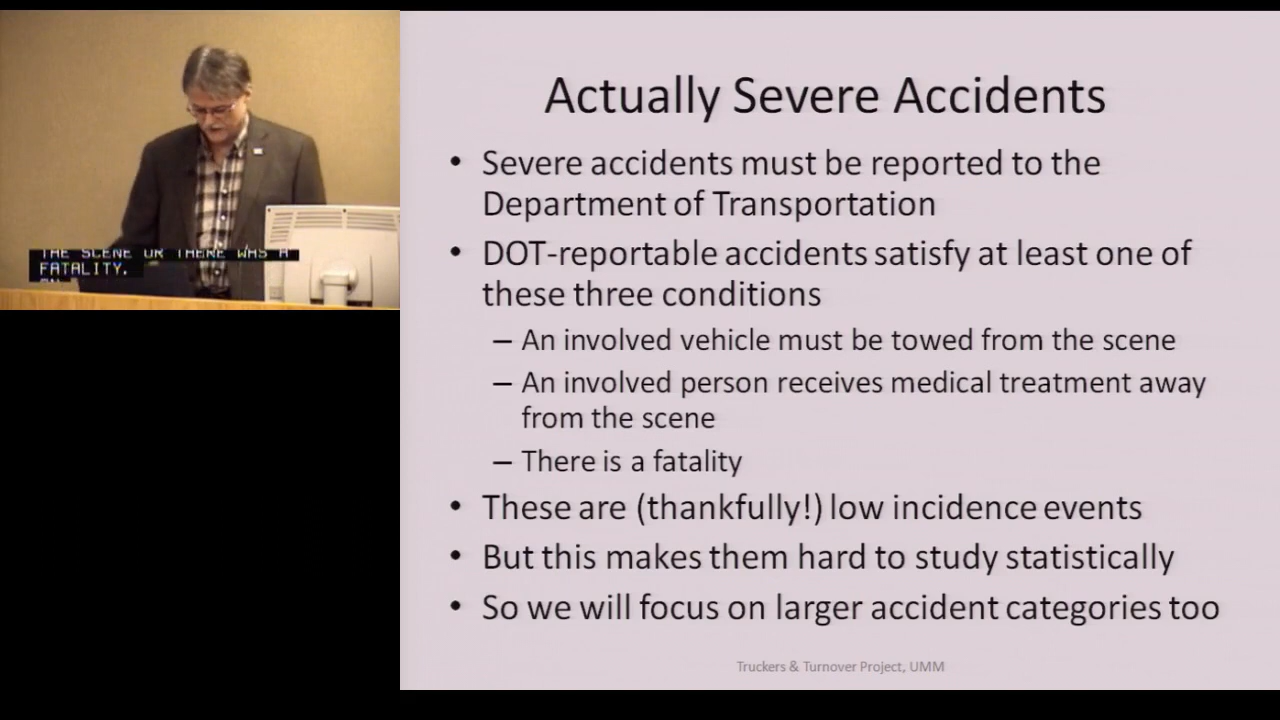 THE SCENE OR THERE WAS A
FATALITY.
Actually Severe Accidents
• Severe accidents must be reported to the
Department of Transportation
• DOT-reportable accidents satisfy at least one of
these three conditions
– An involved vehicle must be towed from the scene
– An involved person receives medical treatment away
from the scene
– There is a fatality
• These are (thankfully!) low incidence events
• But this makes them hard to study statistically
• So we will focus on larger accident categories too
Truckers & Turnover Project, UMM